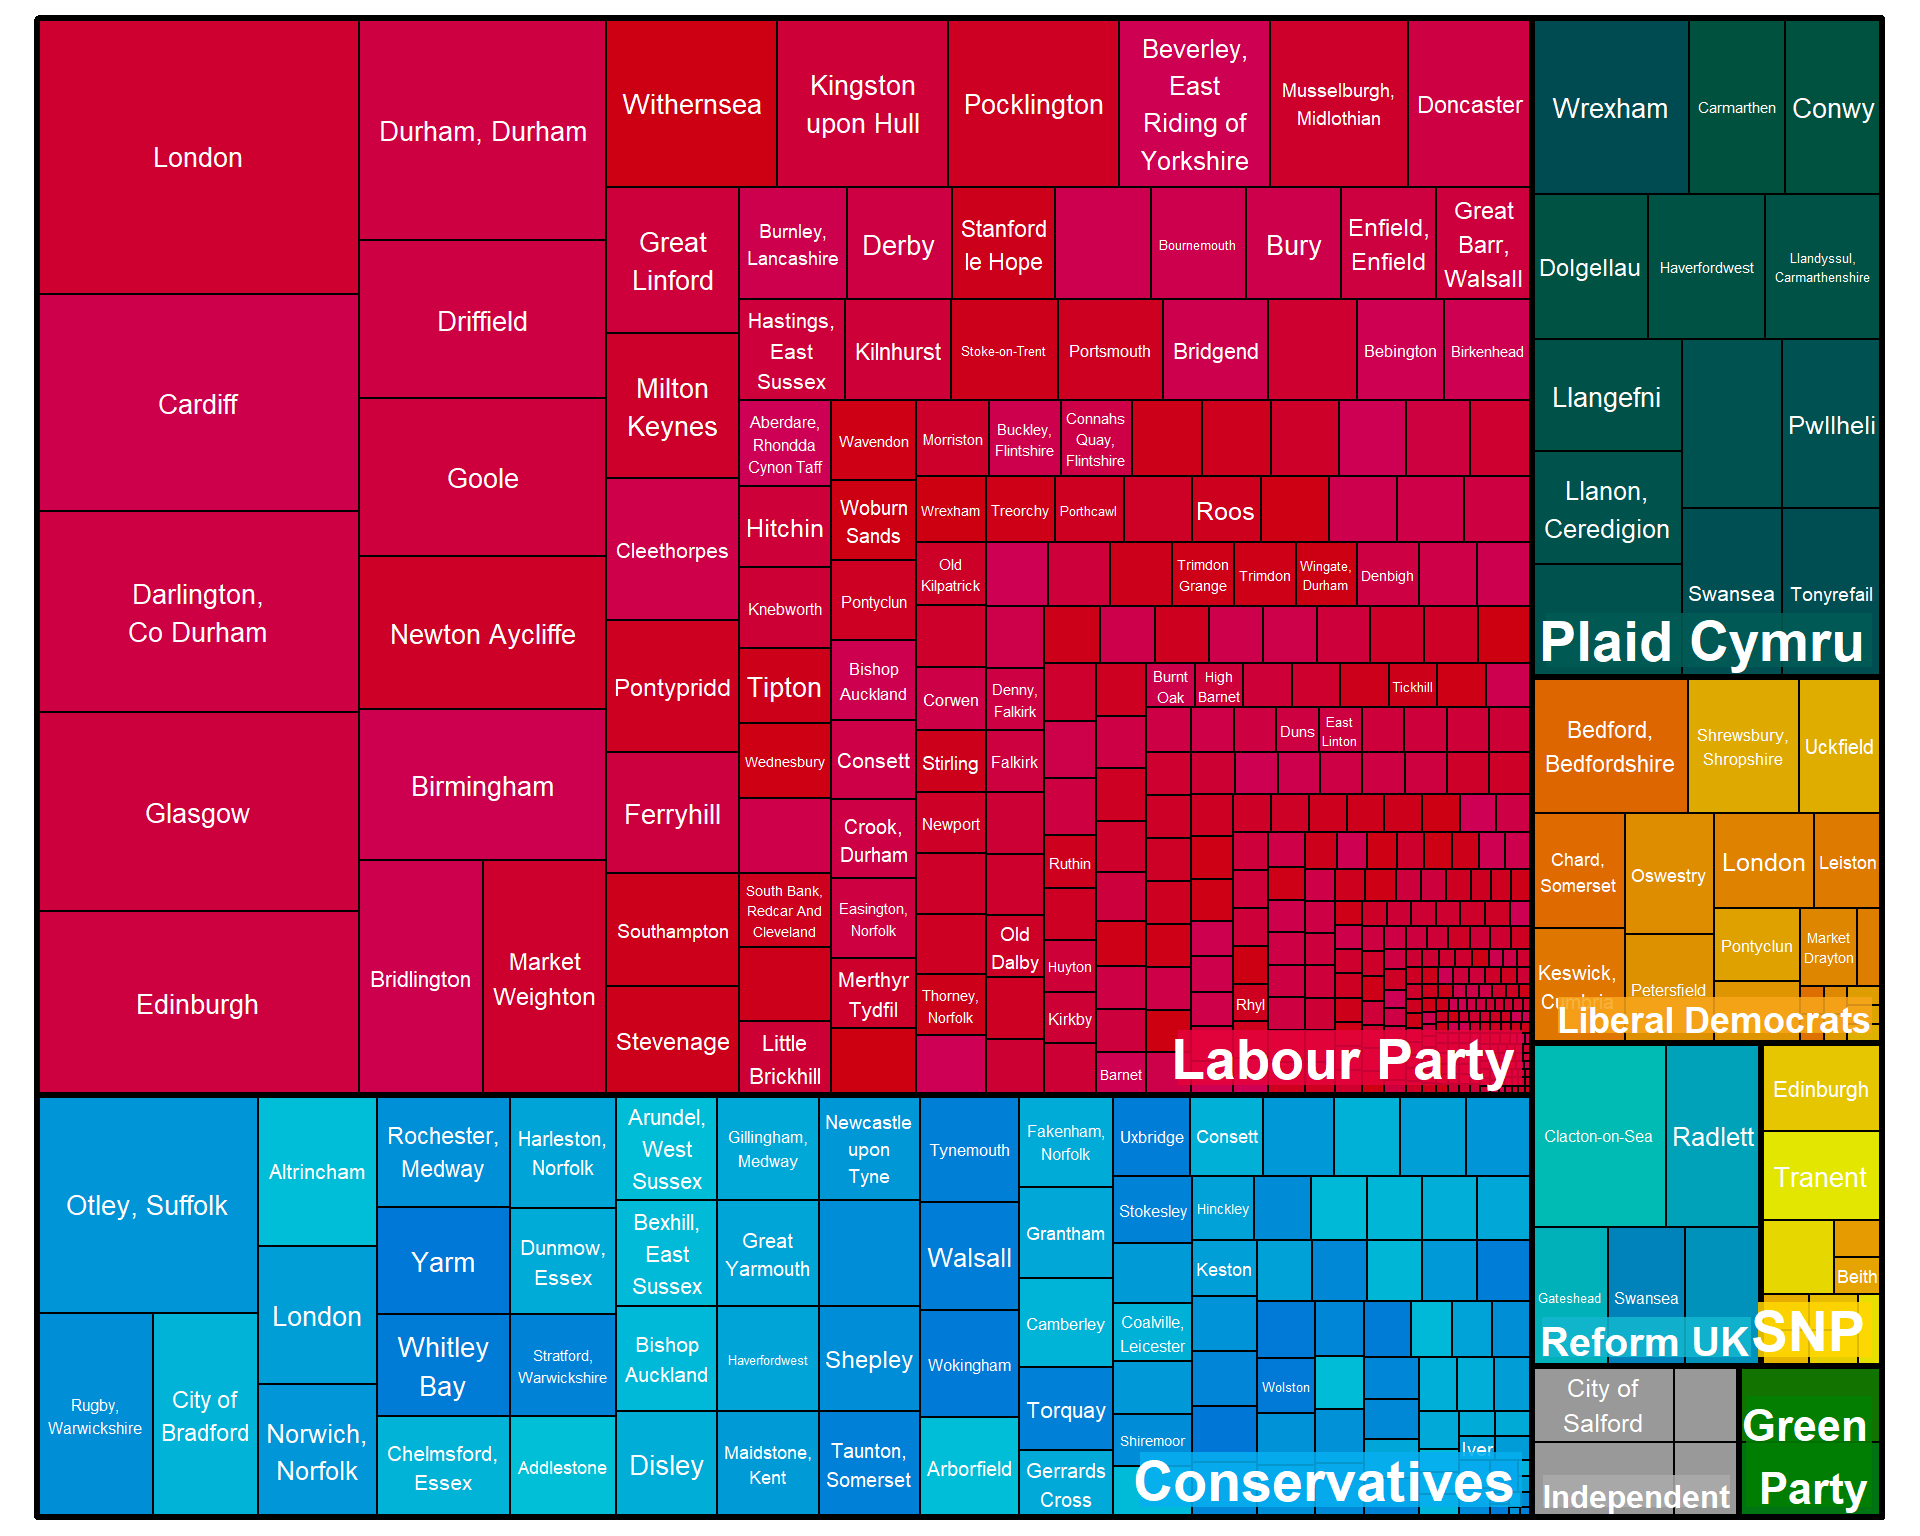 London
Cardiff
Darlington,
Co Durham
Glasgow
Edinburgh
Durham, Durham
Driffield
Goole
Newton Aycliffe
Birmingham
Bridlington
Market
Weighton
Withernsea
Kingston
upon Hull
Pocklington
Beverley,
East
Riding of
Yorkshire
Musselburgh,
Midlothian
Doncaster
Great
Linford
Milton
Keynes
Cleethorpes
Pontypridd
Ferryhill
Southampton
Stevenage
Burnley,
Lancashire
Derby
Stanford
le Hope
Bournemouth
Bury
Enfield,
Enfield
Great
Barr,
Walsall
Hastings,
East
Sussex
Kilnhurst
Stoke-on-Trent
Portsmouth
Bridgend
Bebington
Birkenhead
Aberdare,
Rhondda
Cynon Taff
Hitchin
Knebworth
Tipton
Wednesbury
South Bank,
Redcar And
Cleveland
Little
Brickhill
Wavendon
Woburn
Sands
Pontyclun
Bishop
Auckland
Consett
Crook,
Durham
Easington,
Norfolk
Merthyr
Tydfil
Morriston
Buckley,
Flintshire
Connahs
Quay,
Flintshire
Wrexham
Treorchy
Porthcawl
Roos
Old
Kilpatrick
Trimdon
Grange
Trimdon
Wingate,
Durham
Denbigh
Corwen
Denny,
Falkirk
Stirling
Falkirk
Newport
Old
Dalby
Thorney,
Norfolk
Ruthin
Huyton
Kirkby
Barnet
Burnt
Oak
High
Barnet
Tickhill
Duns
East
Linton
Rhyl
Labour Party
Otley, Suffolk
Rugby,
Warwickshire
City of
Bradford
Altrincham
London
Norwich,
Norfolk
Rochester,
Medway
Yarm
Whitley
Bay
Chelmsford,
Essex
Harleston,
Norfolk
Dunmow,
Essex
Stratford,
Warwickshire
Addlestone
Arundel,
West
Sussex
Bexhill,
East
Sussex
Bishop
Auckland
Disley
Gillingham,
Medway
Great
Yarmouth
Haverfordwest
Maidstone,
Kent
Newcastle
upon
Tyne
Shepley
Taunton,
Somerset
Tynemouth
Walsall
Wokingham
Arborfield
Fakenham,
Norfolk
Grantham
Camberley
Torquay
Gerrards
Cross
Uxbridge
Consett
Stokesley
Hinckley
Keston
Coalville,
Leicester
Wolston
Shiremoor
Iver
Conservatives
Wrexham
Carmarthen
Conwy
Dolgellau
Haverfordwest
Llandyssul,
Carmarthenshire
Llangefni
Llanon,
Ceredigion
Pwllheli
Swansea
Tonyrefail
Plaid Cymru
Bedford,
Bedfordshire
Shrewsbury,
Shropshire
Uckfield
Chard,
Somerset
Keswick,
Cumbria
Oswestry
Petersfield
London
Leiston
Pontyclun
Market
Drayton
Liberal Democrats
Clacton-on-Sea
Radlett
Gateshead
Swansea
Reform UK
Edinburgh
Tranent
Beith
SNP
City of
Salford
Independent
Green
Party